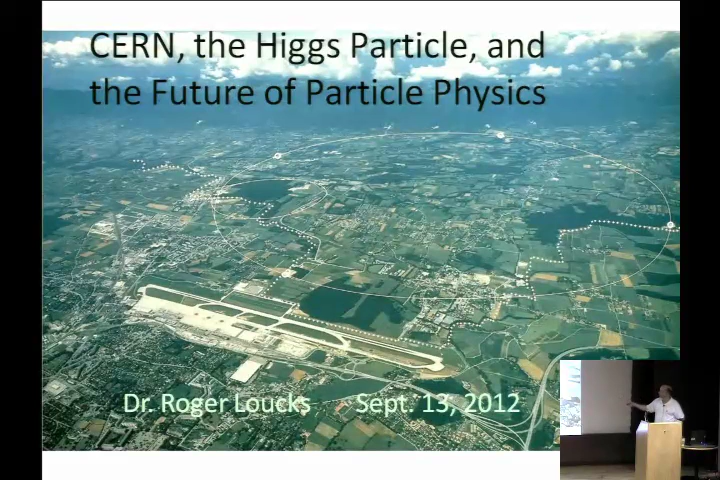 CERN, the Higgs Particle, and
the Future of Particle Physics
Dr. Roger Loucks Sept. 13, 2012